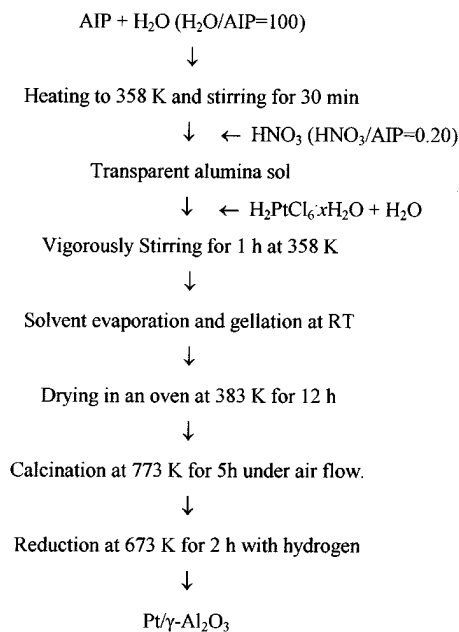 AIP + H₂O (H₂O/AIP=100)
↓
Heating to 358 K and stirring for 30 min
↓ ← HNO₃ (HNO₃/AIP=0.20)
Transparent alumina sol
↓ ← H₂PtCl₆·xH₂O + H₂O
Vigorously Stirring for 1 h at 358 K
↓
Solvent evaporation and gellation at RT
↓
Drying in an oven at 383 K for 12 h
↓
Calcination at 773 K for 5h under air flow.
↓
Reduction at 673 K for 2 h with hydrogen
↓
Pt/γ-Al₂O₃